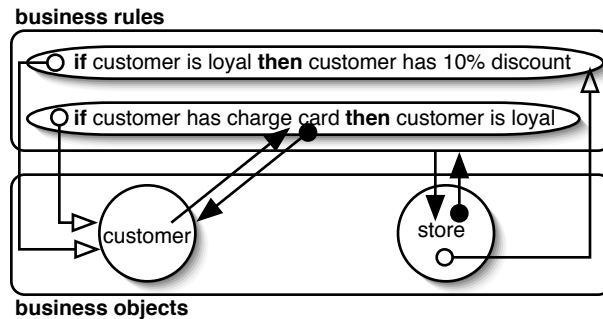 business rules
if customer is loyal then customer has 10% discount
if customer has charge card then customer is loyal
customer
store
business objects